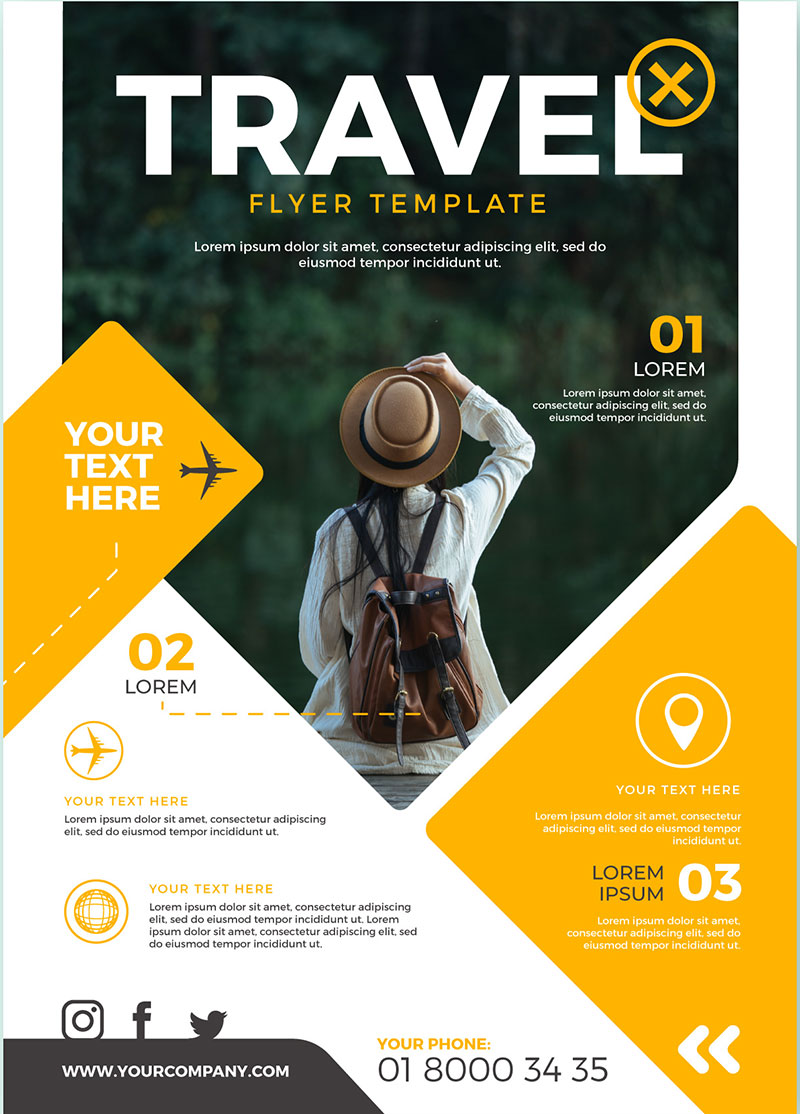 TRAVEL
FLYER TEMPLATE
Lorem ipsum dolor sit amet, consectetur adipiscing elit, sed do
eiusmod tempor incididunt ut.
01
LOREM
Lorem ipsum dolor sit amet,
consectetur adipiscing elit, sed do
eiusmod tempor incididunt ut.
YOUR
TEXT
HERE
02
LOREM
YOUR TEXT HERE
Lorem ipsum dolor sit amet, consectetur adipiscing
elit, sed do eiusmod tempor incididunt ut.
YOUR TEXT HERE
Lorem ipsum dolor sit amet, consectetur
adipiscing elit, sed do eiusmod tempor
incididunt ut.
LOREM
IPSUM
03
Lorem ipsum dolor sit amet,
consectetur adipiscing elit, sed do
eiusmod tempor incididunt ut.
YOUR TEXT HERE
Lorem ipsum dolor sit amet, consectetur
adipiscing elit, sed do eiusmod
tempor incididunt ut. Lorem
ipsum dolor sit amet, consectetur adipiscing elit, sed
do eiusmod tempor incididunt ut.
WWW.YOURCOMPANY.COM
YOUR PHONE:
01 8000 34 35